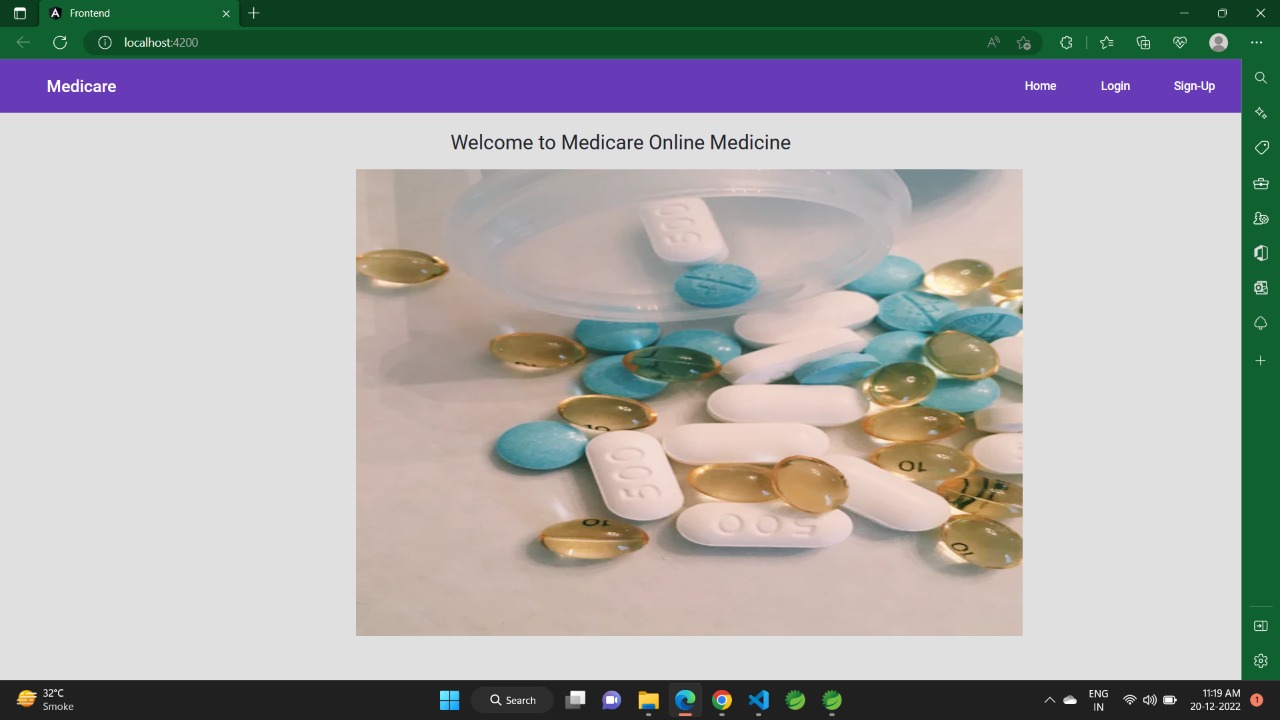 Frontend
localhost:4200
Medicare
Home
Login
Sign-Up
Welcome to Medicare Online Medicine
500
500
500
10
10
10
10
32°C
Smoke
Search
ENG
IN
11:19 AM
20-12-2022
1